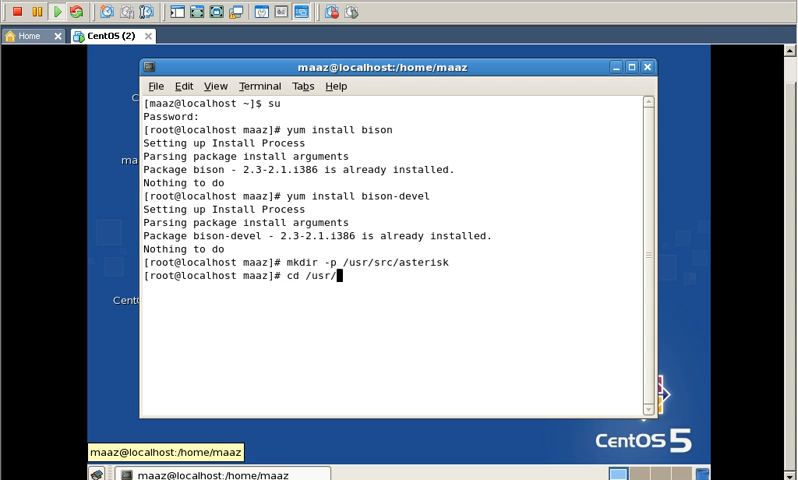 Home
CentOS (2)
maaz@localhost:/home/maaz
File Edit View Terminal Tabs Help
[maaz@localhost ~]$ su
Password:
[root@localhost maaz]# yum install bison
Setting up Install Process
Parsing package install arguments
Package bison - 2.3-2.1.i386 is already installed.
Nothing to do
[root@localhost maaz]# yum install bison-devel
Setting up Install Process
Parsing package install arguments
Package bison-devel - 2.3-2.1.i386 is already installed.
Nothing to do
[root@localhost maaz]# mkdir -p /usr/src/asterisk
[root@localhost maaz]# cd /usr/
C
ma
Cent
CentOS 5
maaz@localhost:/home/maaz
maaz@localhost:/home/maaz